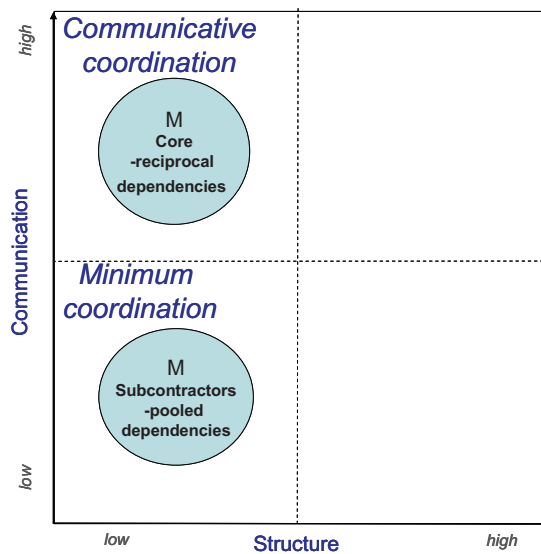 high
Communicative
coordination
M
Core
-reciprocal
dependencies
Communication
Minimum
coordination
M
Subcontractors
-pooled
dependencies
low
low
Structure
high